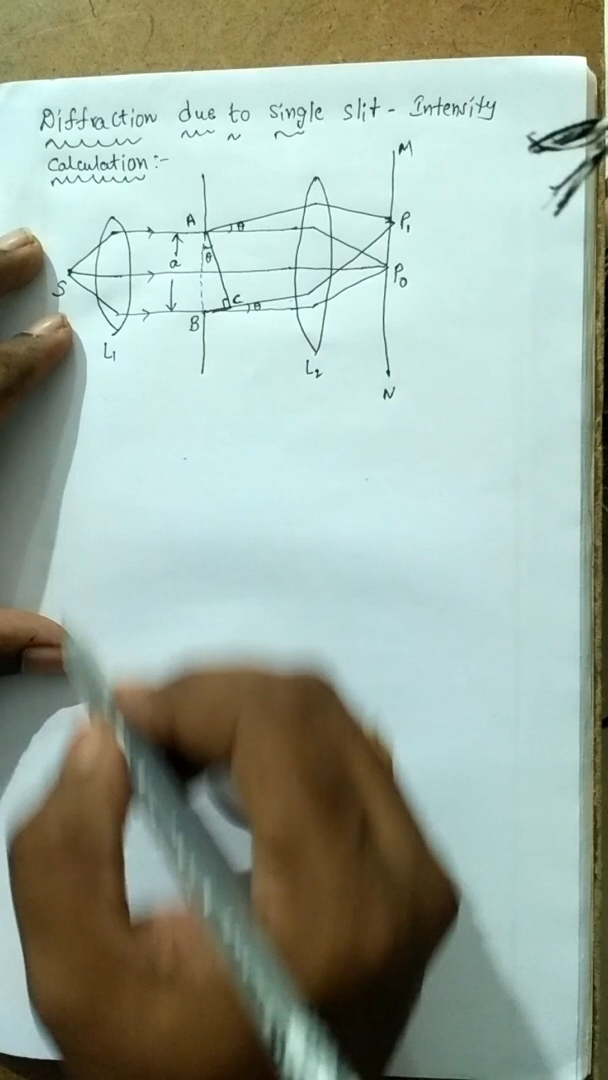 Diffraction due to single slit - Intensity
Calculation:-
M
A
θ
P₁
a
θ
S
P₀
C
θ
B
L₁
L₂
N